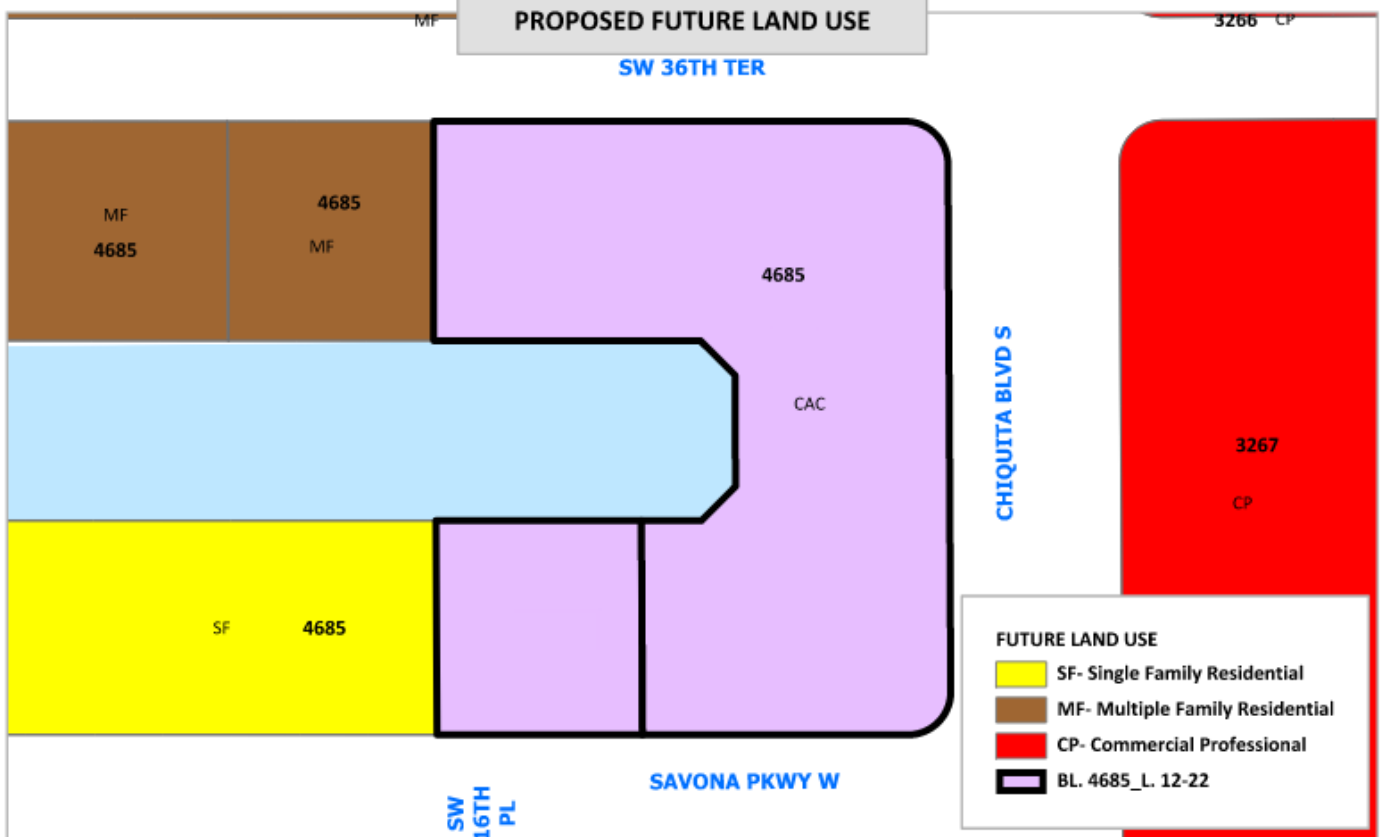 PROPOSED FUTURE LAND USE
MF
3266 CP
SW 36TH TER
MF
4685
4685
MF
4685
CAC
CHIQUITA BLVD S
3267
CP
SF 4685
SAVONA PKWY W
SW
16TH
PL
FUTURE LAND USE
SF- Single Family Residential
MF- Multiple Family Residential
CP- Commercial Professional
BL. 4685_L. 12-22